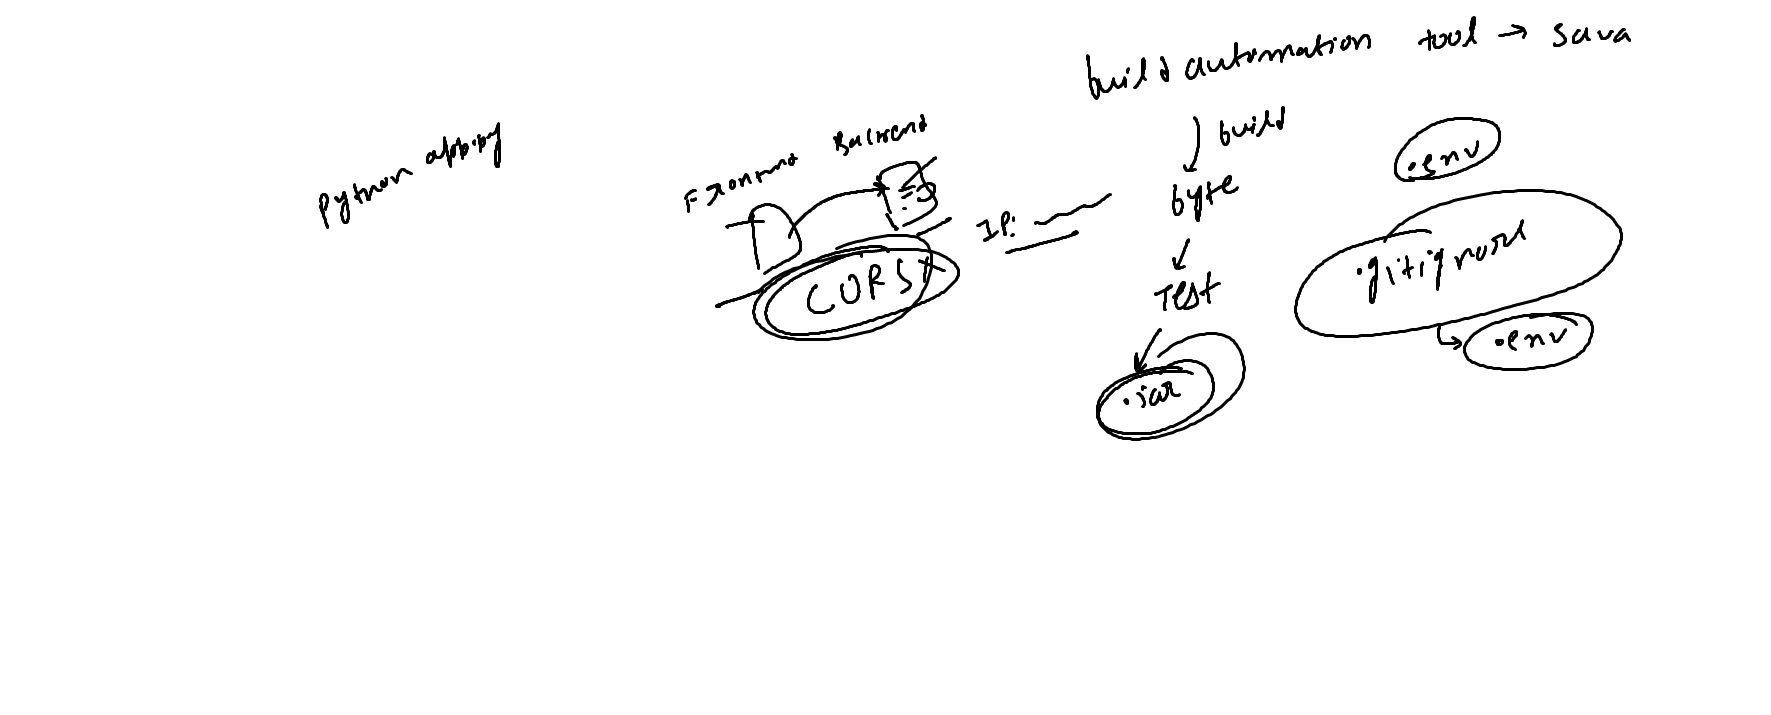 Python app.py
Frontend Backend
IP:
CORS
build automation tool → Java
build
byte
Test
.jar
.env
.gitignore
.env